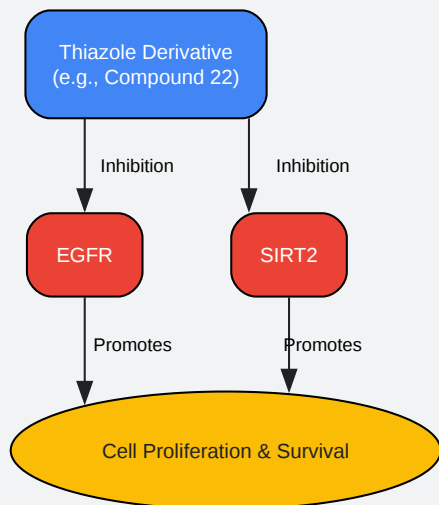 Thiazole Derivative
(e.g., Compound 22)
Inhibition
Inhibition
EGFR
SIRT2
Promotes
Promotes
Cell Proliferation & Survival